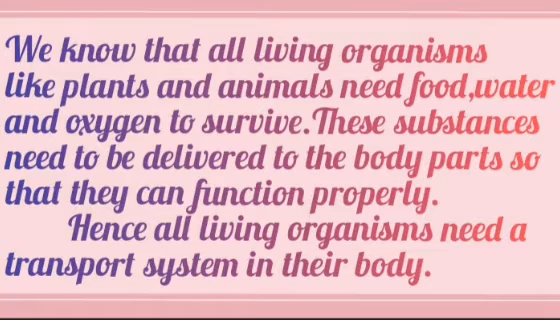 We know that all living organisms
like plants and animals need food,water
and oxygen to survive.These substances
need to be delivered to the body parts so
that they can function properly.
Hence all living organisms need a
transport system in their body.